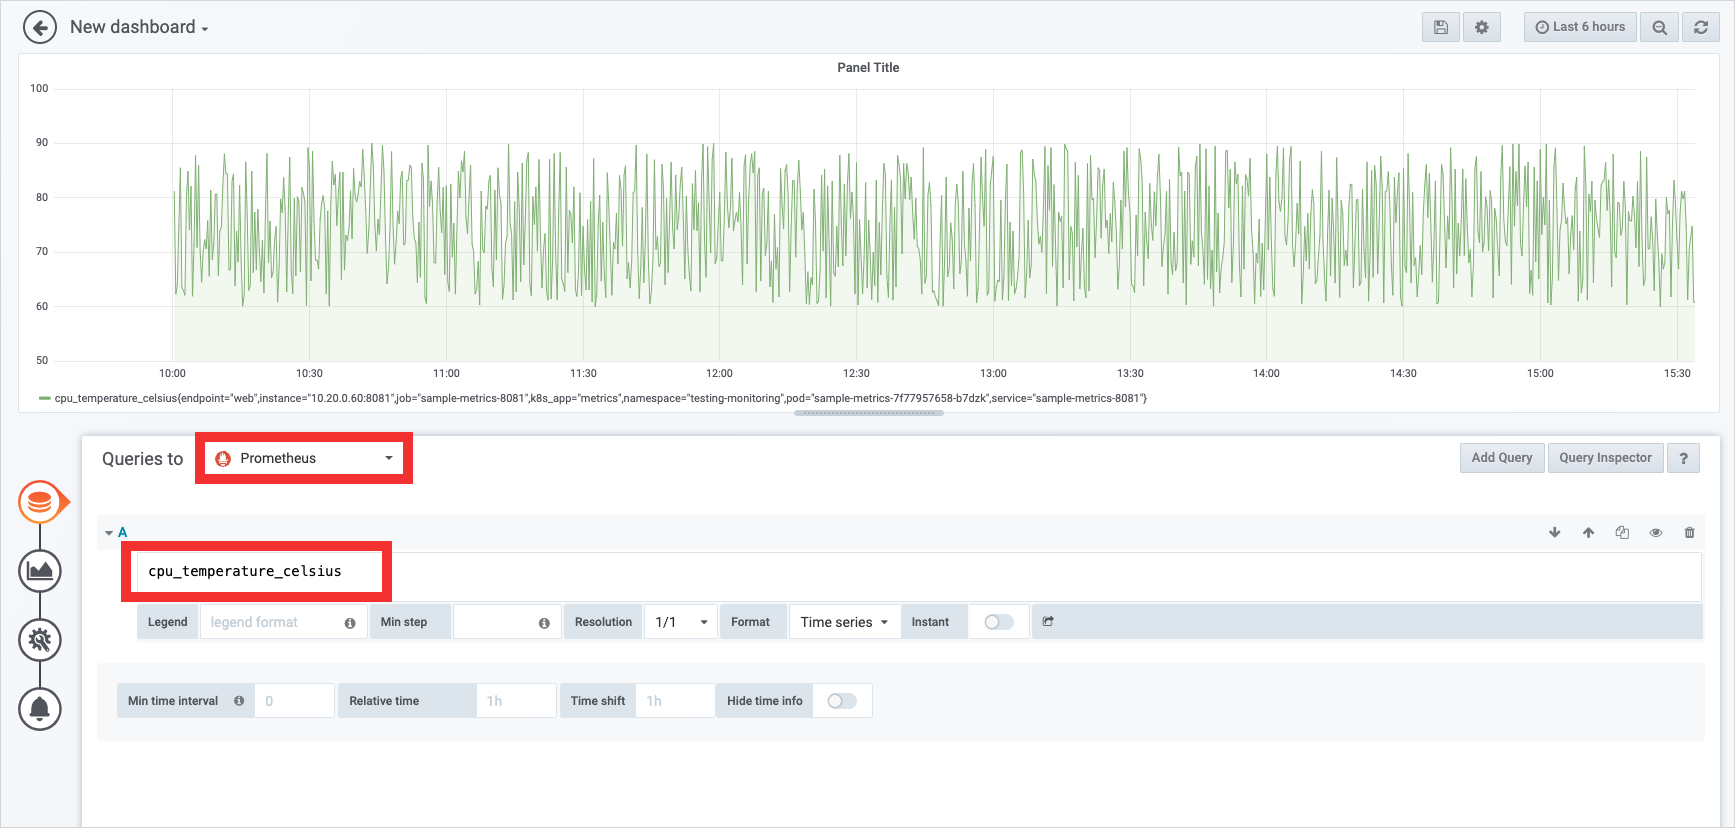 New dashboard
Last 6 hours
Panel Title
100
90
80
70
60
50
10:00 10:30 11:00 11:30 12:00 12:30 13:00 13:30 14:00 14:30 15:00 15:30
cpu_temperature_celsius{endpoint="web",instance="10.20.0.60:8081",job="sample-metrics-8081",k8s_app="metrics",namespace="testing-monitoring",pod="sample-metrics-7f77957658-b7dzk",service="sample-metrics-8081"}
Queries to Prometheus Add Query Query Inspector ?
A
cpu_temperature_celsius
Legend legend format Min step Resolution 1/1 Format Time series Instant
Min time interval 0 Relative time 1h Time shift 1h Hide time info